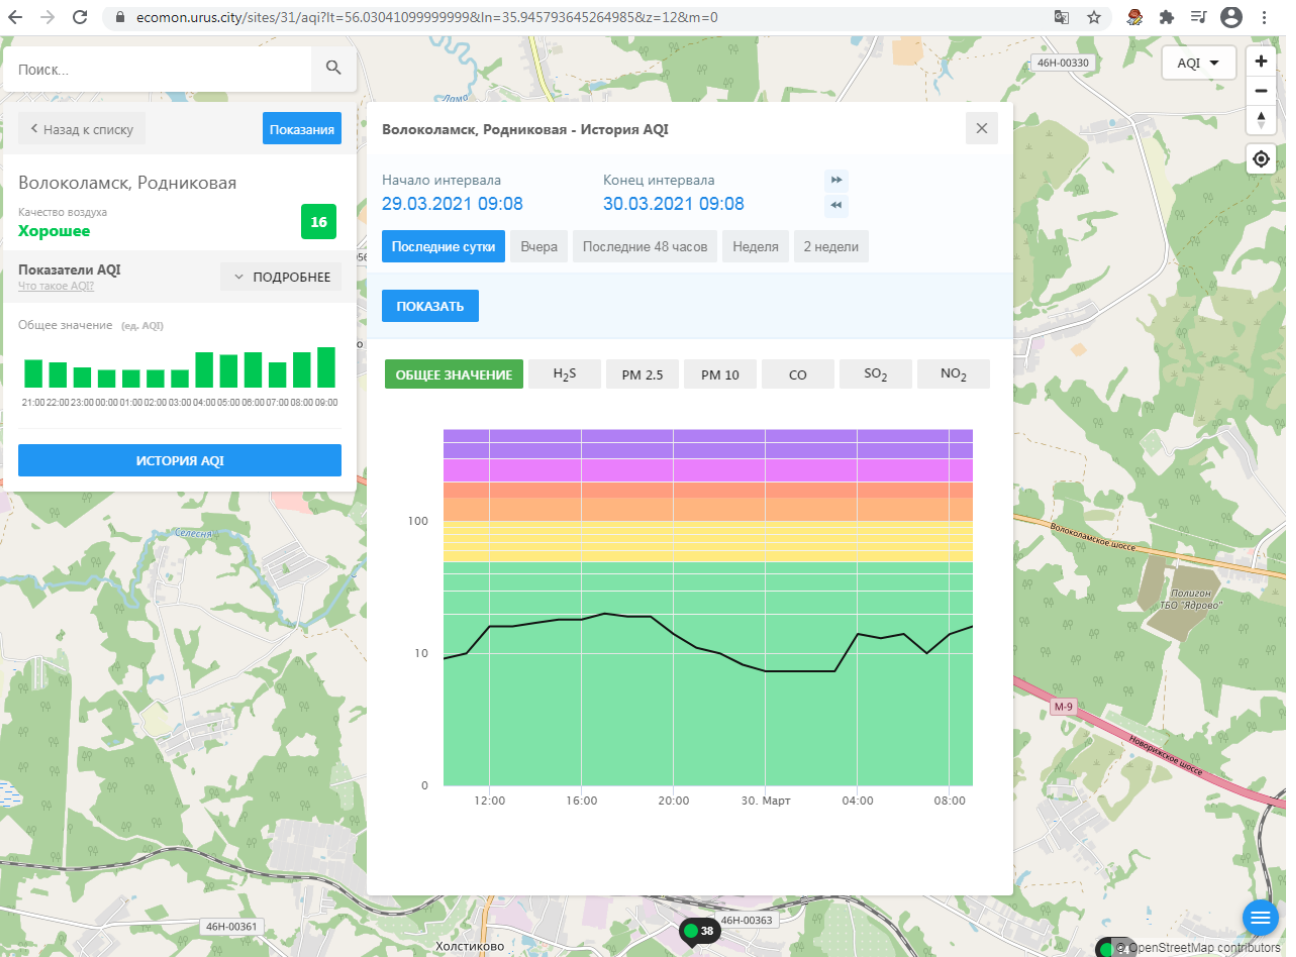 ecomon.urus.city/sites/31/aqi?lt=56.03041099999999&ln=35.945793645264985&z=12&m=0
Поиск...
46Н-00330
AQI
Лама
Назад к списку
Показания
Волоколамск, Родниковая - История AQI
Волоколамск, Родниковая
Качество воздуха
Хорошее
16
Начало интервала
Конец интервала
29.03.2021 09:08
30.03.2021 09:08
Последние сутки
Вчера
Последние 48 часов
Неделя
2 недели
Показатели AQI
Что такое AQI?
ПОДРОБНЕЕ
ПОКАЗАТЬ
Общее значение (ед. AQI)
21:00 22:00 23:00 00:00 01:00 02:00 03:00 04:00 05:00 06:00 07:00 08:00 09:00
ИСТОРИЯ AQI
ОБЩЕЕ ЗНАЧЕНИЕ
H2S
PM 2.5
PM 10
CO
SO2
NO2
100
10
0
12:00
16:00
20:00
30. Март
04:00
08:00
Селесня
Волоколамское шоссе
Полигон
ТБО "Ядрово"
М-9
Новорижское шоссе
46Н-00361
46Н-00363
38
Холстиково
© OpenStreetMap contributors